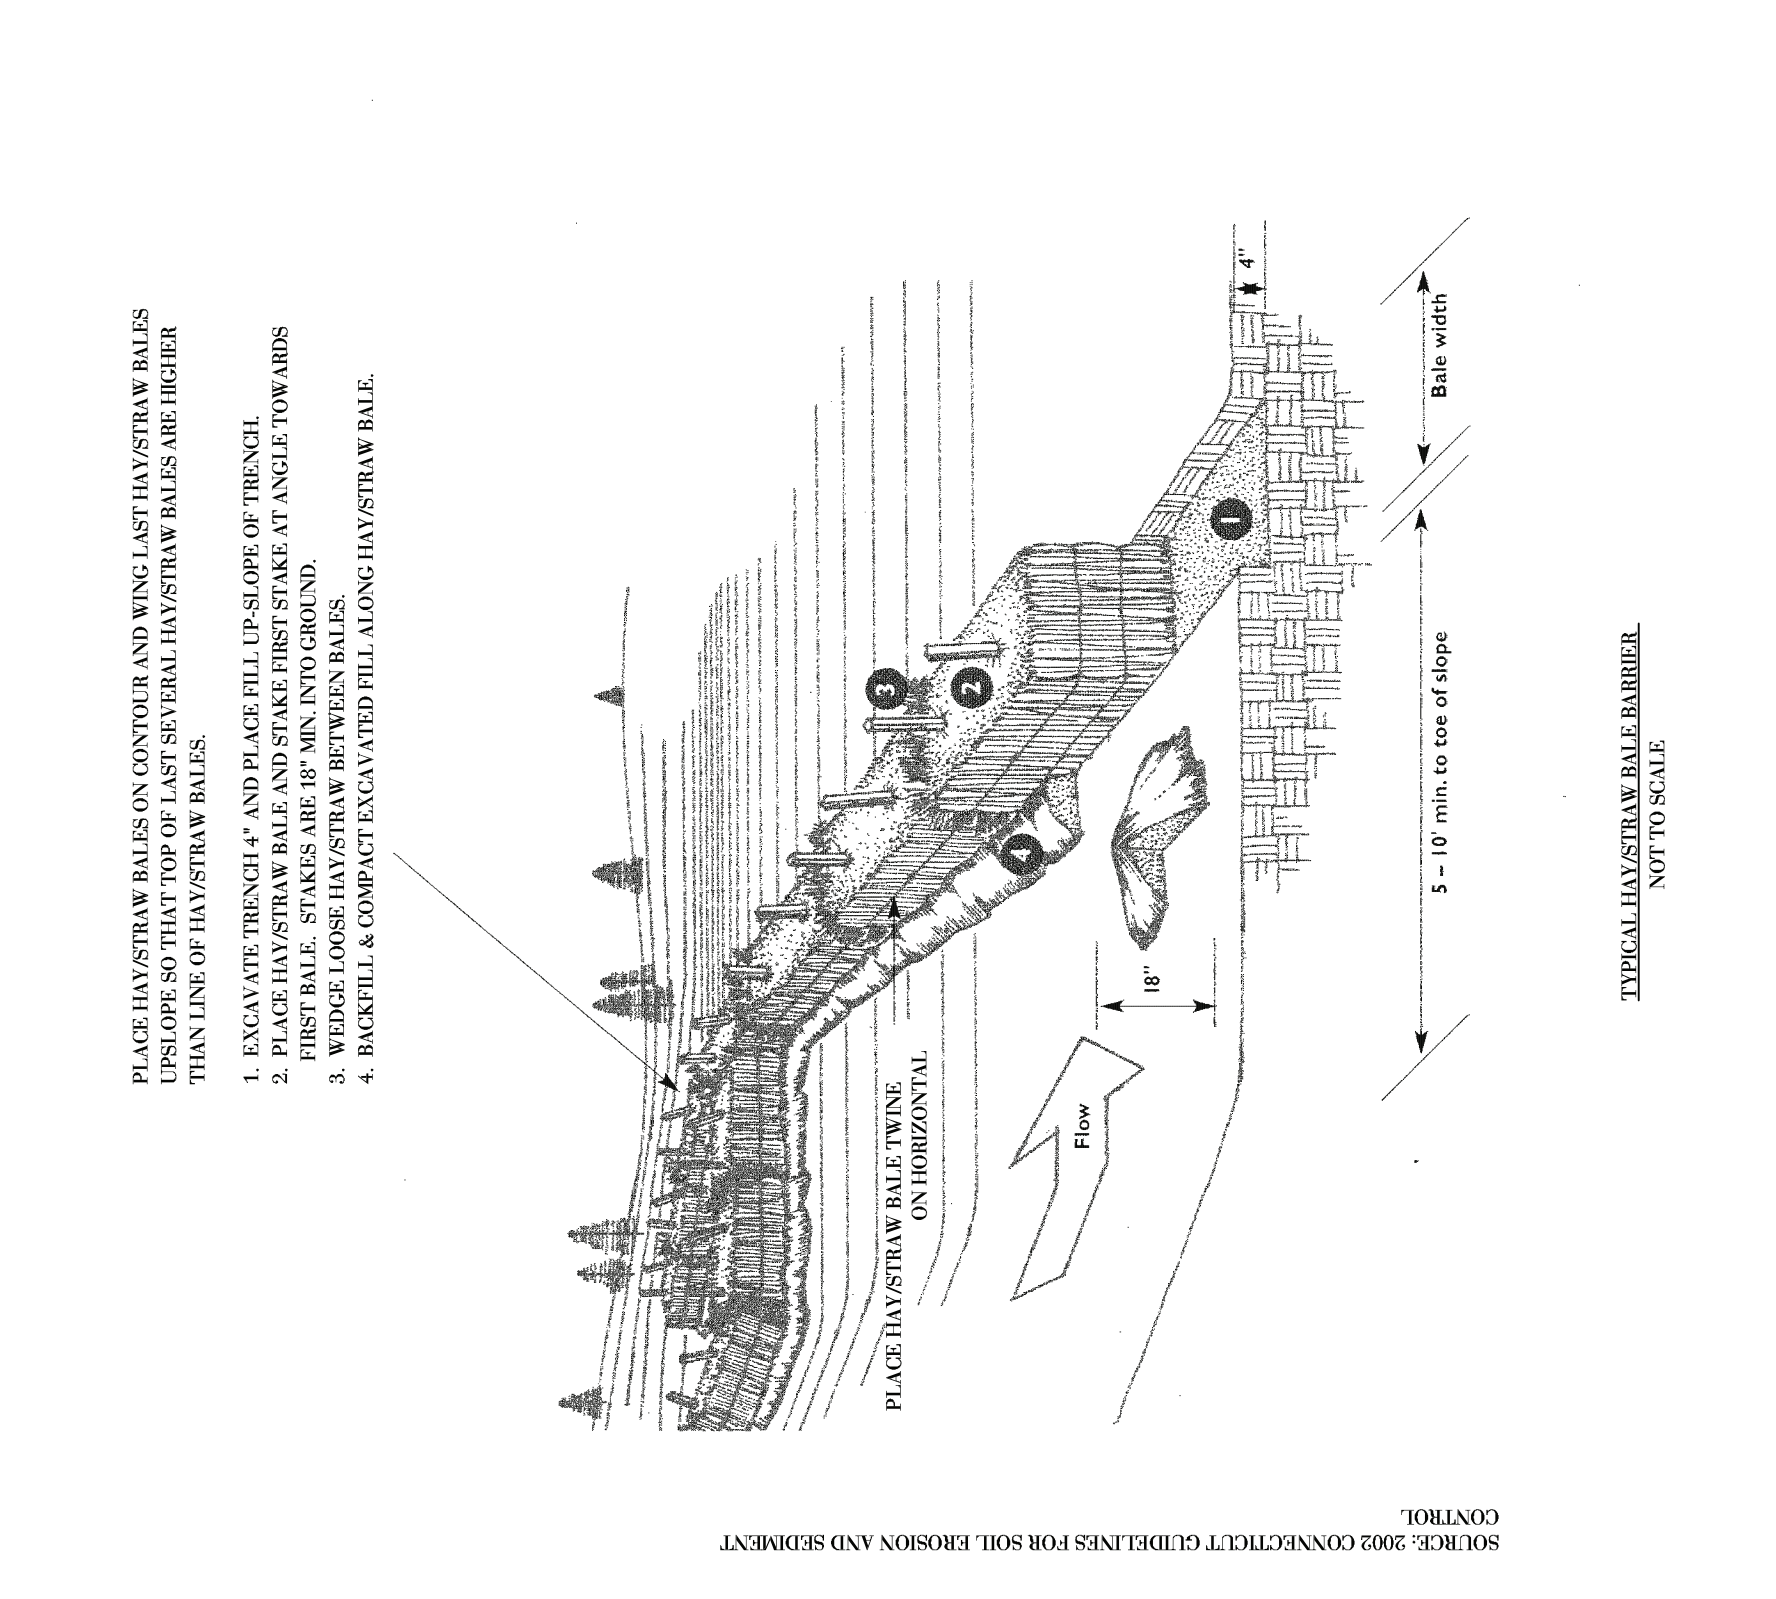 PLACE HAY/STRAW BALES ON CONTOUR AND WING LAST HAY/STRAW BALES
UPSLOPE SO THAT TOP OF LAST SEVERAL HAY/STRAW BALES ARE HIGHER
THAN LINE OF HAY/STRAW BALES.
1. EXCAVATE TRENCH 4" AND PLACE FILL UP-SLOPE OF TRENCH.
2. PLACE HAY/STRAW BALE AND STAKE FIRST STAKE AT ANGLE TOWARDS
FIRST BALE. STAKES ARE 18" MIN. INTO GROUND.
3. WEDGE LOOSE HAY/STRAW BETWEEN BALES.
4. BACKFILL & COMPACT EXCAVATED FILL ALONG HAY/STRAW BALE.
3
2
4
1
PLACE HAY/STRAW BALE TWINE
ON HORIZONTAL
Flow
18"
4"
Bale width
5 – 10' min. to toe of slope
TYPICAL HAY/STRAW BALE BARRIER
NOT TO SCALE
SOURCE: 2002 CONNECTICUT GUIDELINES FOR SOIL EROSION AND SEDIMENT
CONTROL